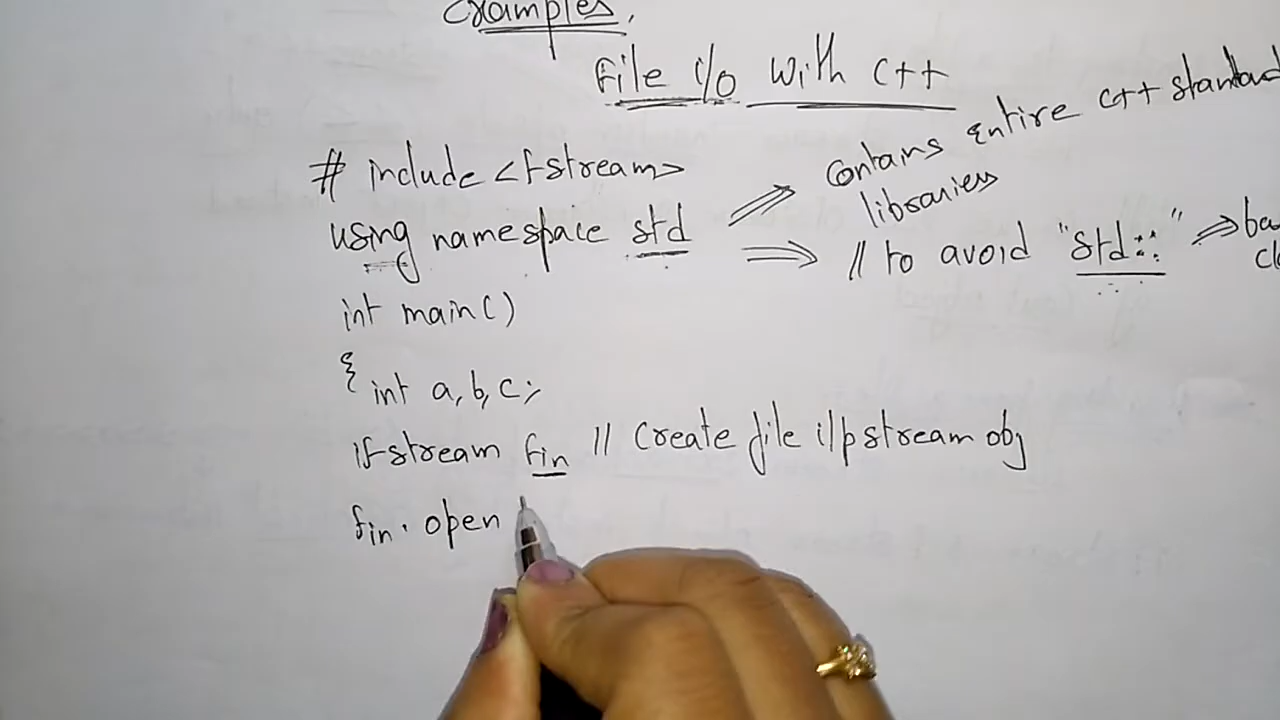 Examples.
File i/o with C++
# include <fstream>
contains entire C++ standard
libraries
using namespace std
// to avoid "std::"
int main()
{ int a, b, c;
ifstream fin // Create file i/p stream obj
fin. open